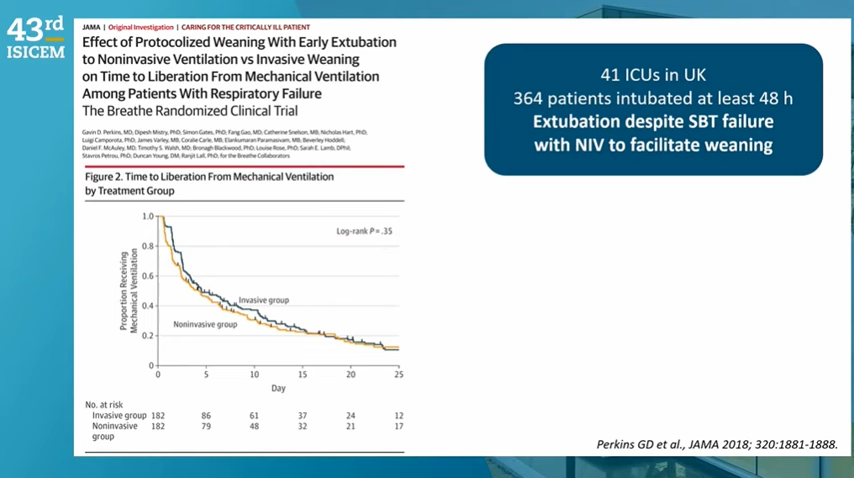 43rd
ISICEM
JAMA | Original Investigation | CARING FOR THE CRITICALLY ILL PATIENT
Effect of Protocolized Weaning With Early Extubation
to Noninvasive Ventilation vs Invasive Weaning
on Time to Liberation From Mechanical Ventilation
Among Patients With Respiratory Failure
The Breathe Randomized Clinical Trial
Gavin D. Perkins, MD; Dipesh Mistry, PhD; Simon Gates, PhD; Fang Gao, MD; Catherine Snelson, MB; Nicholas Hart, PhD;
Luigi Camporota, PhD; James Varley, MB; Coralie Carle, MB; Elankumaran Paramasivam, MB; Beverley Hoddell;
Daniel F. McAuley, MD; Timothy S. Walsh, MD; Bronagh Blackwood, PhD; Louise Rose, PhD; Sarah E. Lamb, DPhil;
Stavros Petrou, PhD; Duncan Young, DM; Ranjit Lall, PhD; for the Breathe Collaborators
Figure 2. Time to Liberation From Mechanical Ventilation
by Treatment Group
Proportion Receiving
Mechanical Ventilation
1.0
0.8
0.6
0.4
0.2
0
Log-rank P = .35
Invasive group
Noninvasive group
0 5 10 15 20 25
Day
No. at risk
Invasive group 182 86 61 37 24 12
Noninvasive 182 79 48 32 21 17
group
41 ICUs in UK
364 patients intubated at least 48 h
Extubation despite SBT failure
with NIV to facilitate weaning
Perkins GD et al., JAMA 2018; 320:1881-1888.